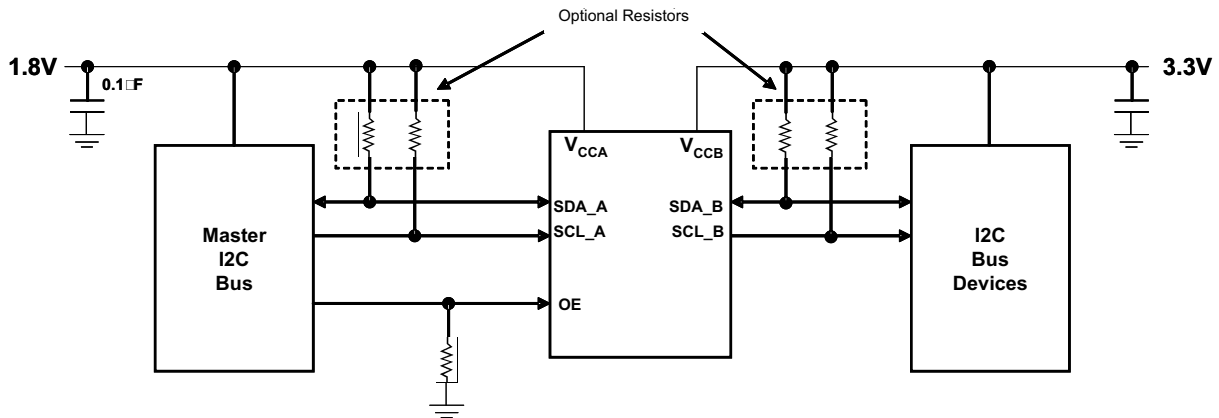 Optional Resistors
1.8V
0.1□F
3.3V
VCCA
VCCB
SDA_A
SDA_B
SCL_A
SCL_B
OE
Master
I2C
Bus
I2C
Bus
Devices